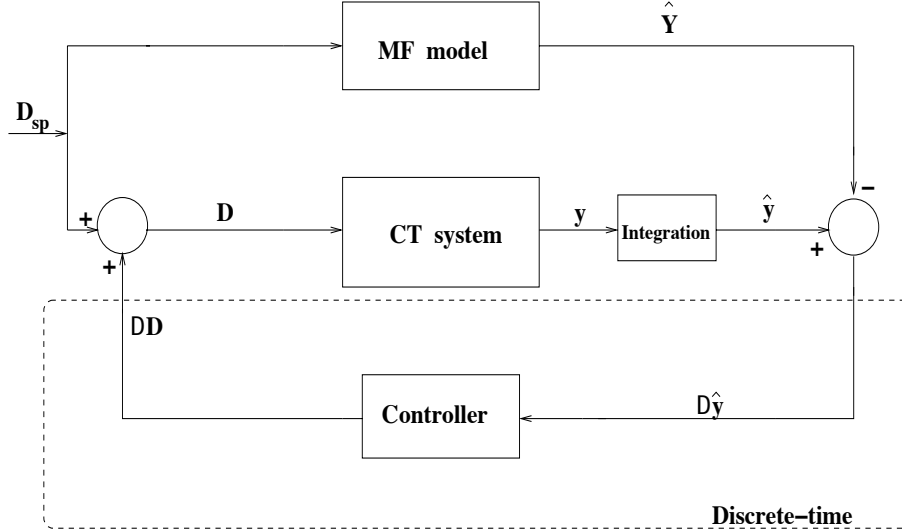 Ŷ
MF model
D_sp
−
+
D
CT system
y
Integration
ŷ
+
+
DD
Controller
Dŷ
Discrete−time